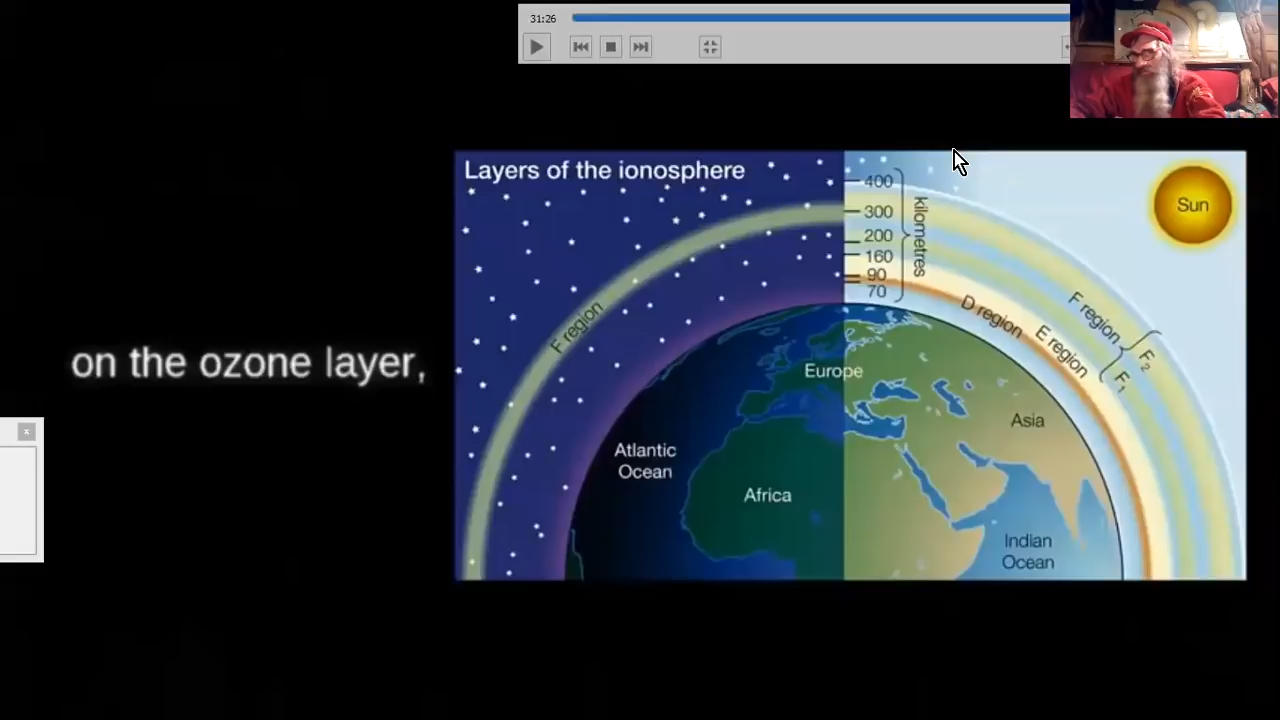 31:26
Layers of the ionosphere
400
300
200
160
90
70
kilometres
Sun
F region
D region
E region
F region
F₂
F₁
on the ozone layer,
Europe
Asia
Atlantic
Ocean
Africa
Indian
Ocean
x